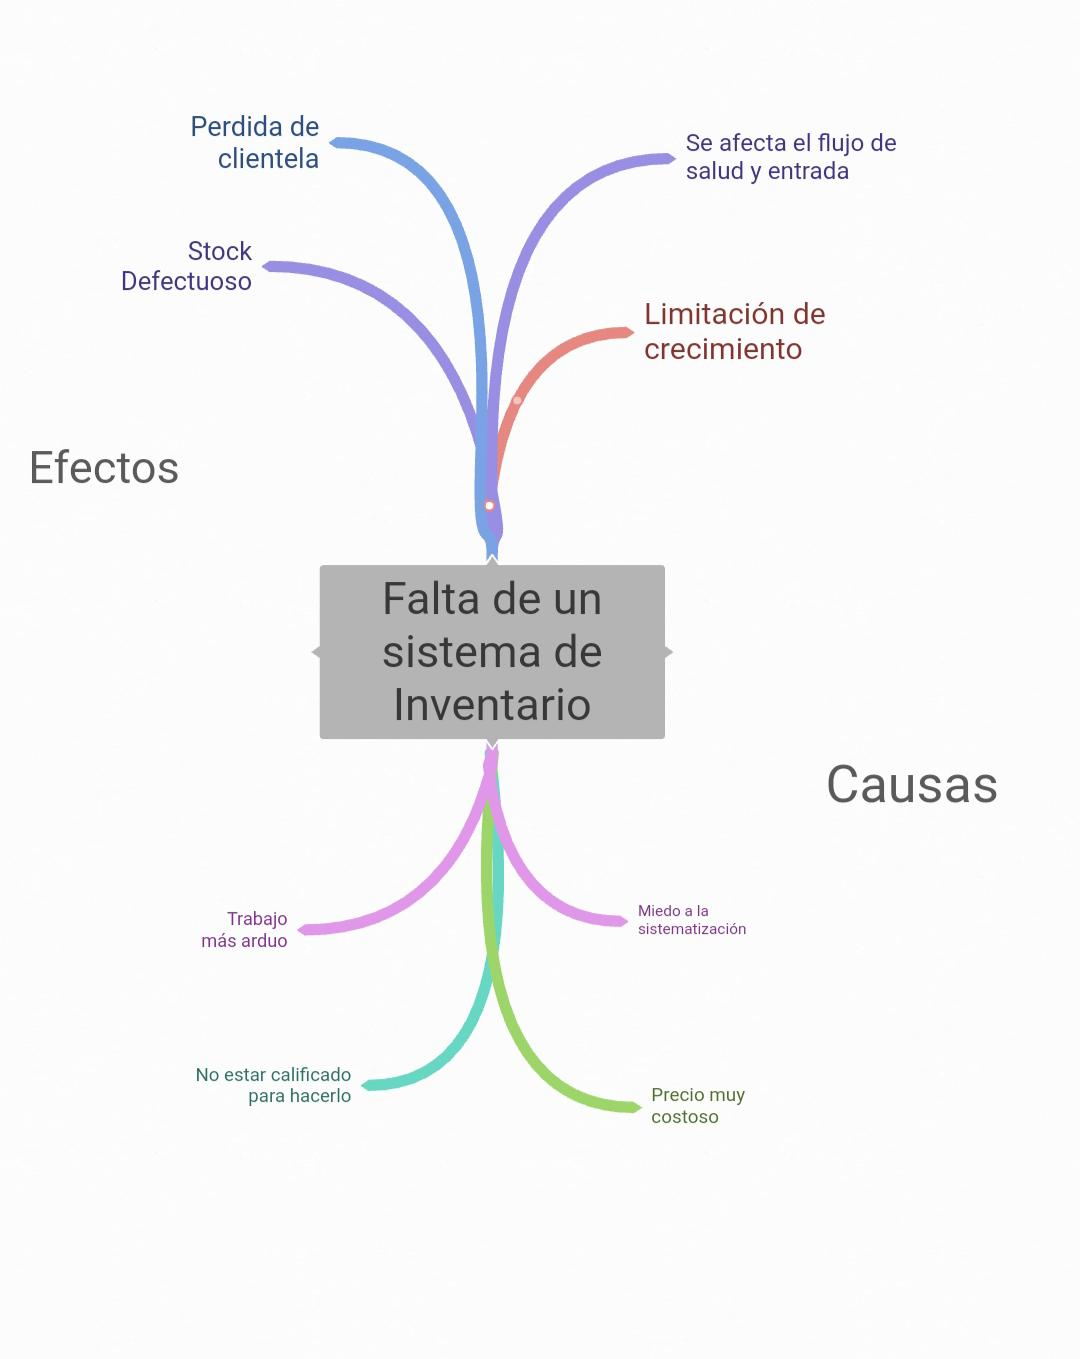 Perdida de
clientela
Se afecta el flujo de
salud y entrada
Stock
Defectuoso
Limitación de
crecimiento
Efectos
Falta de un
sistema de
Inventario
Causas
Trabajo
más arduo
Miedo a la
sistematización
No estar calificado
para hacerlo
Precio muy
costoso